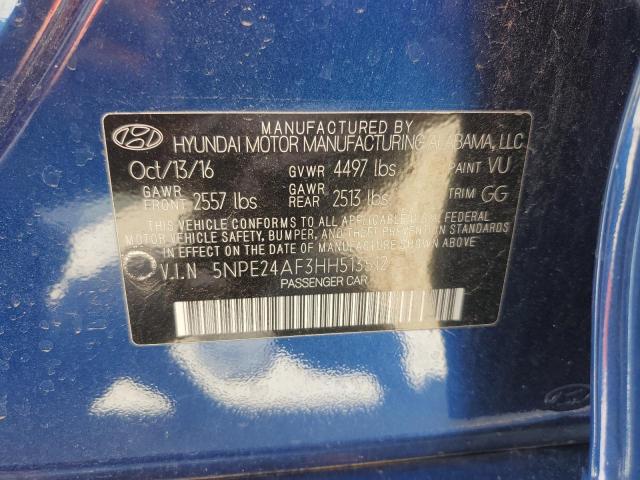 MANUFACTURED BY
HYUNDAI MOTOR MANUFACTURING ALABAMA, LLC
Oct/13/16 GVWR 4497 lbs PAINT VU
GAWR FRONT 2557 lbs GAWR REAR 2513 lbs TRIM GG
THIS VEHICLE CONFORMS TO ALL APPLICABLE U.S. FEDERAL
MOTOR VEHICLE SAFETY, BUMPER, AND THEFT PREVENTION STANDARDS
IN EFFECT ON THE DATE OF MANUFACTURE SHOWN ABOVE.
V.I.N 5NPE24AF3HH513512
PASSENGER CAR